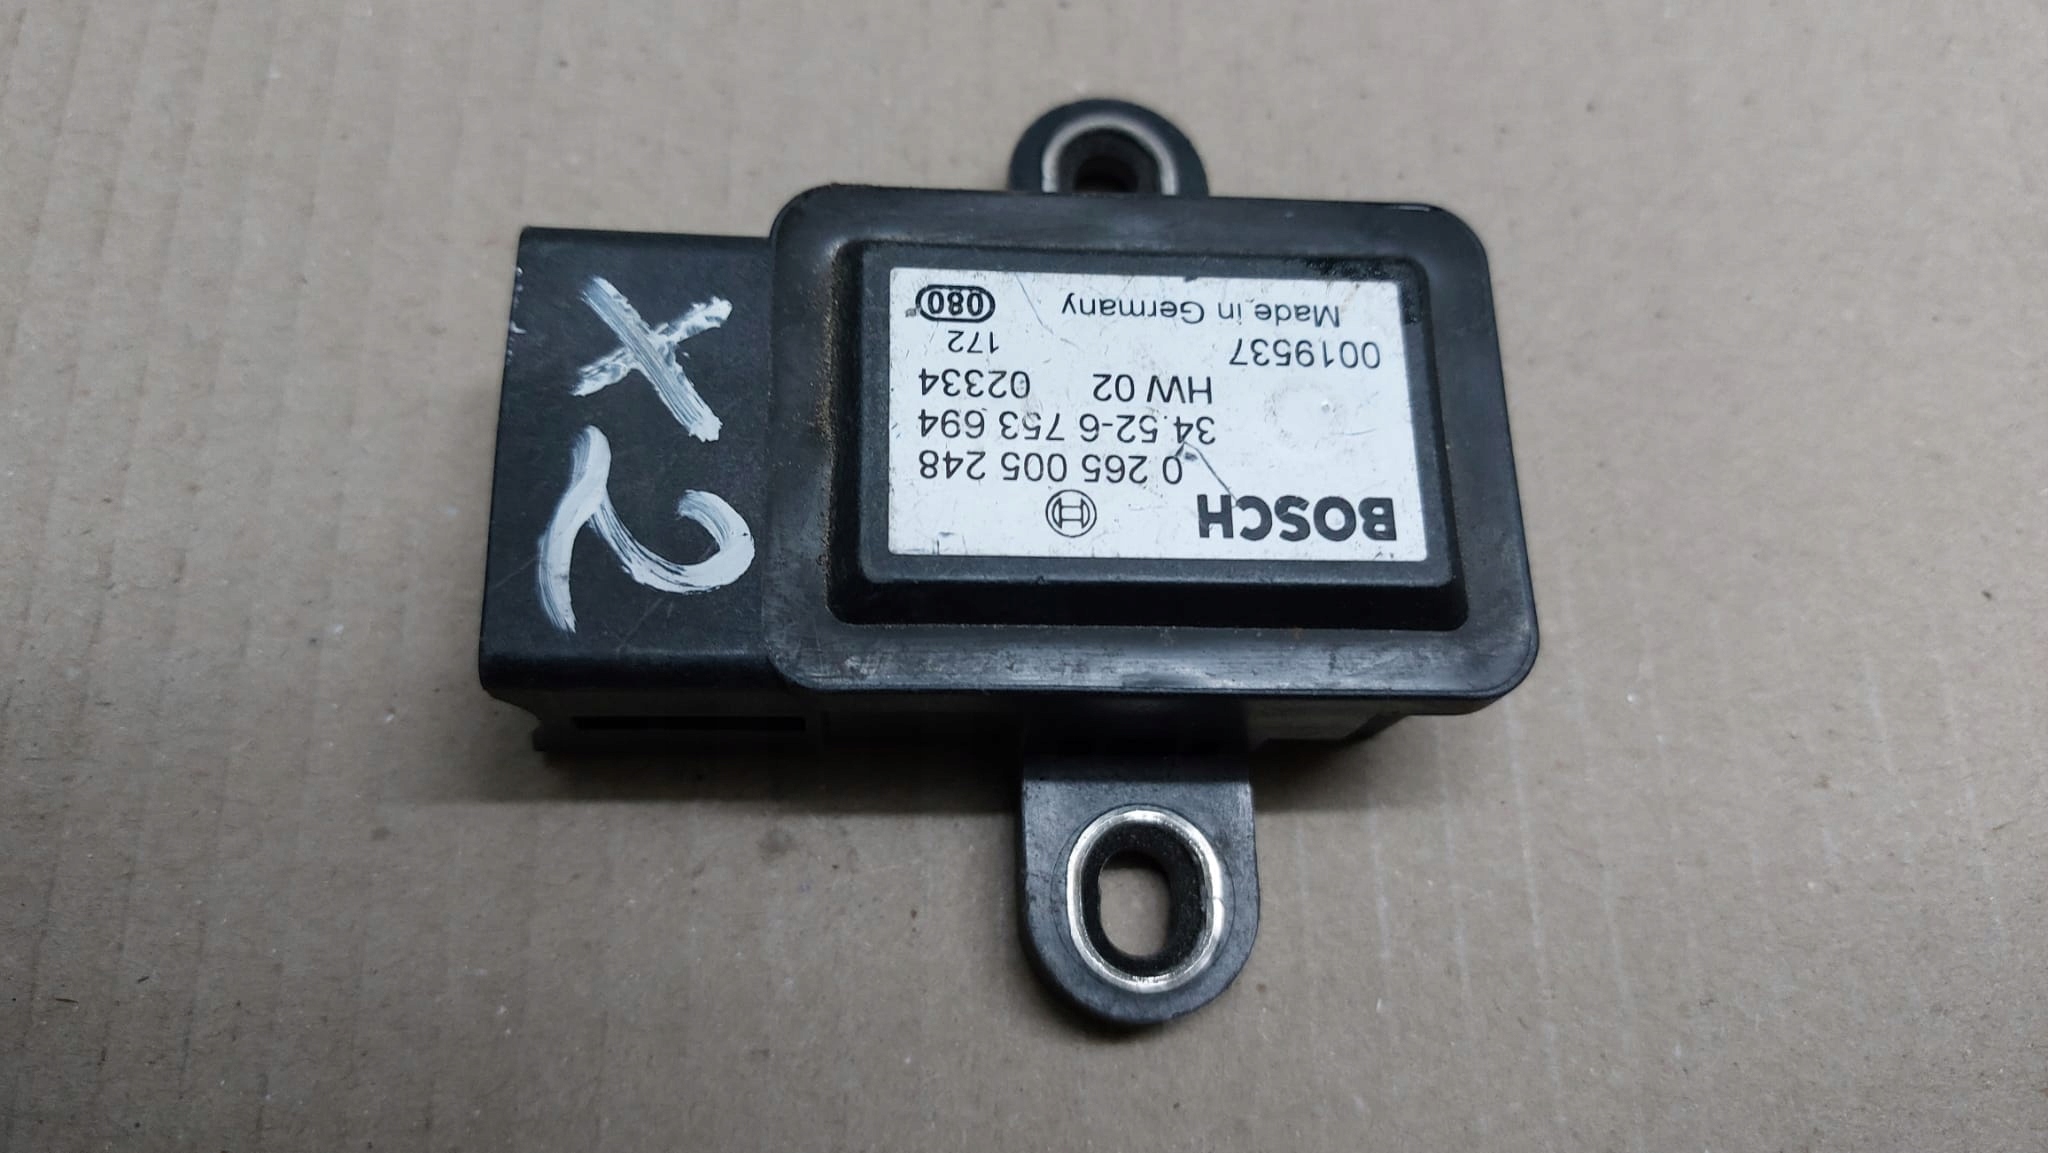 BOSCH
0 265 005 248
34.52-6 753 694
HW 02 02334
0019537 172
Made in Germany 080
X2